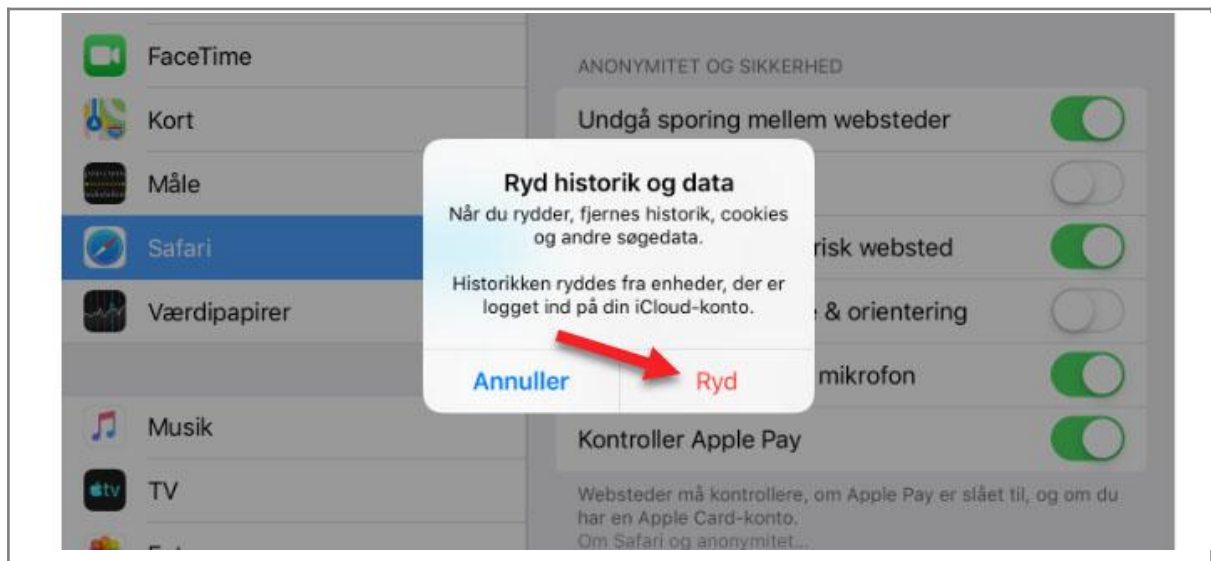 FaceTime
Kort
Måle
Safari
Værdipapirer
Musik
tv
TV
ANONYMITET OG SIKKERHED
Undgå sporing mellem websteder
risk websted
& orientering
mikrofon
Kontroller Apple Pay
Websteder må kontrollere, om Apple Pay er slået til, og om du
har en Apple Card-konto.
Om Safari og anonymitet...
Ryd historik og data
Når du rydder, fjernes historik, cookies
og andre søgedata.
Historikken ryddes fra enheder, der er
logget ind på din iCloud-konto.
Annuller
Ryd